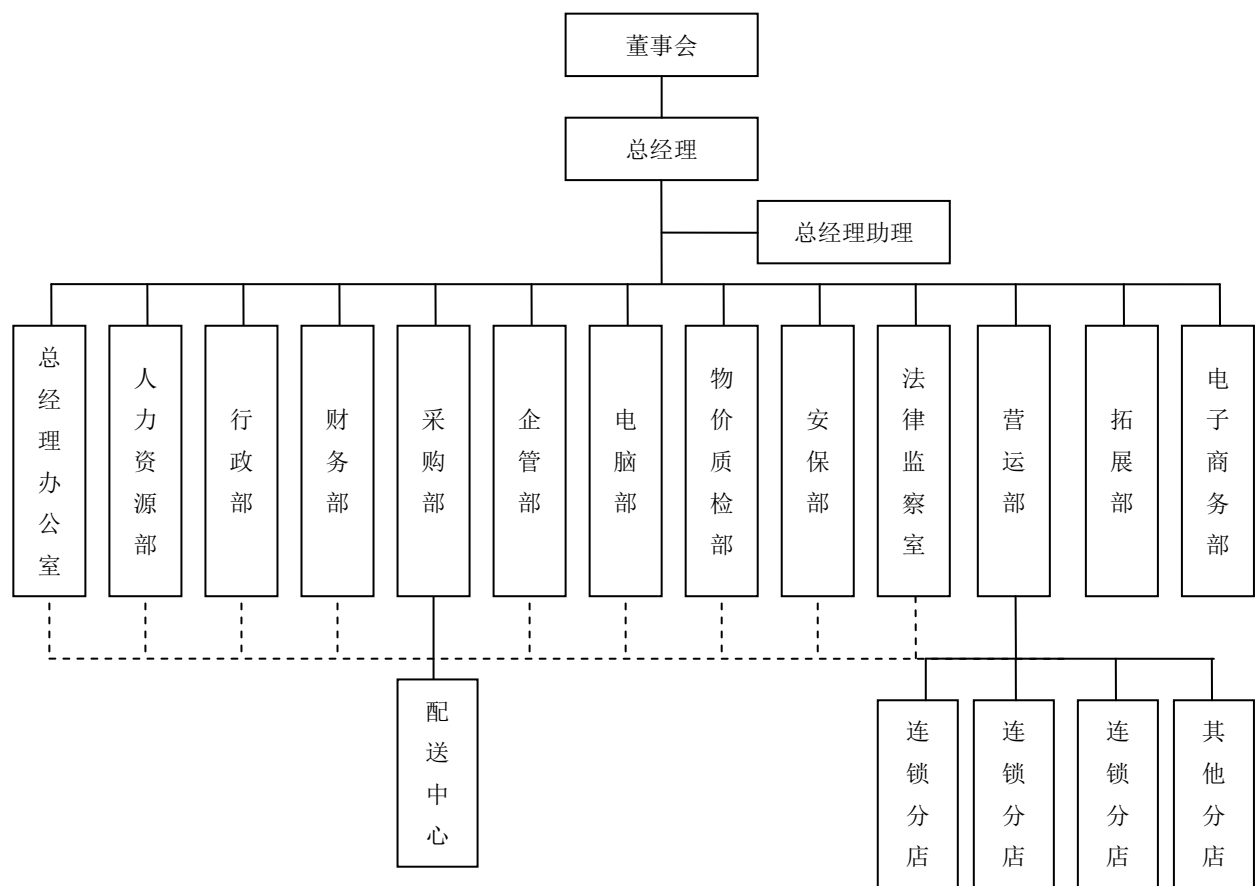 董事会
总经理
总经理助理
总经理办公室
人力资源部
行政部
财务部
采购部
企管部
电脑部
物价质检部
安保部
法律监察室
营运部
拓展部
电子商务部
配送中心
连锁分店
连锁分店
连锁分店
其他分店